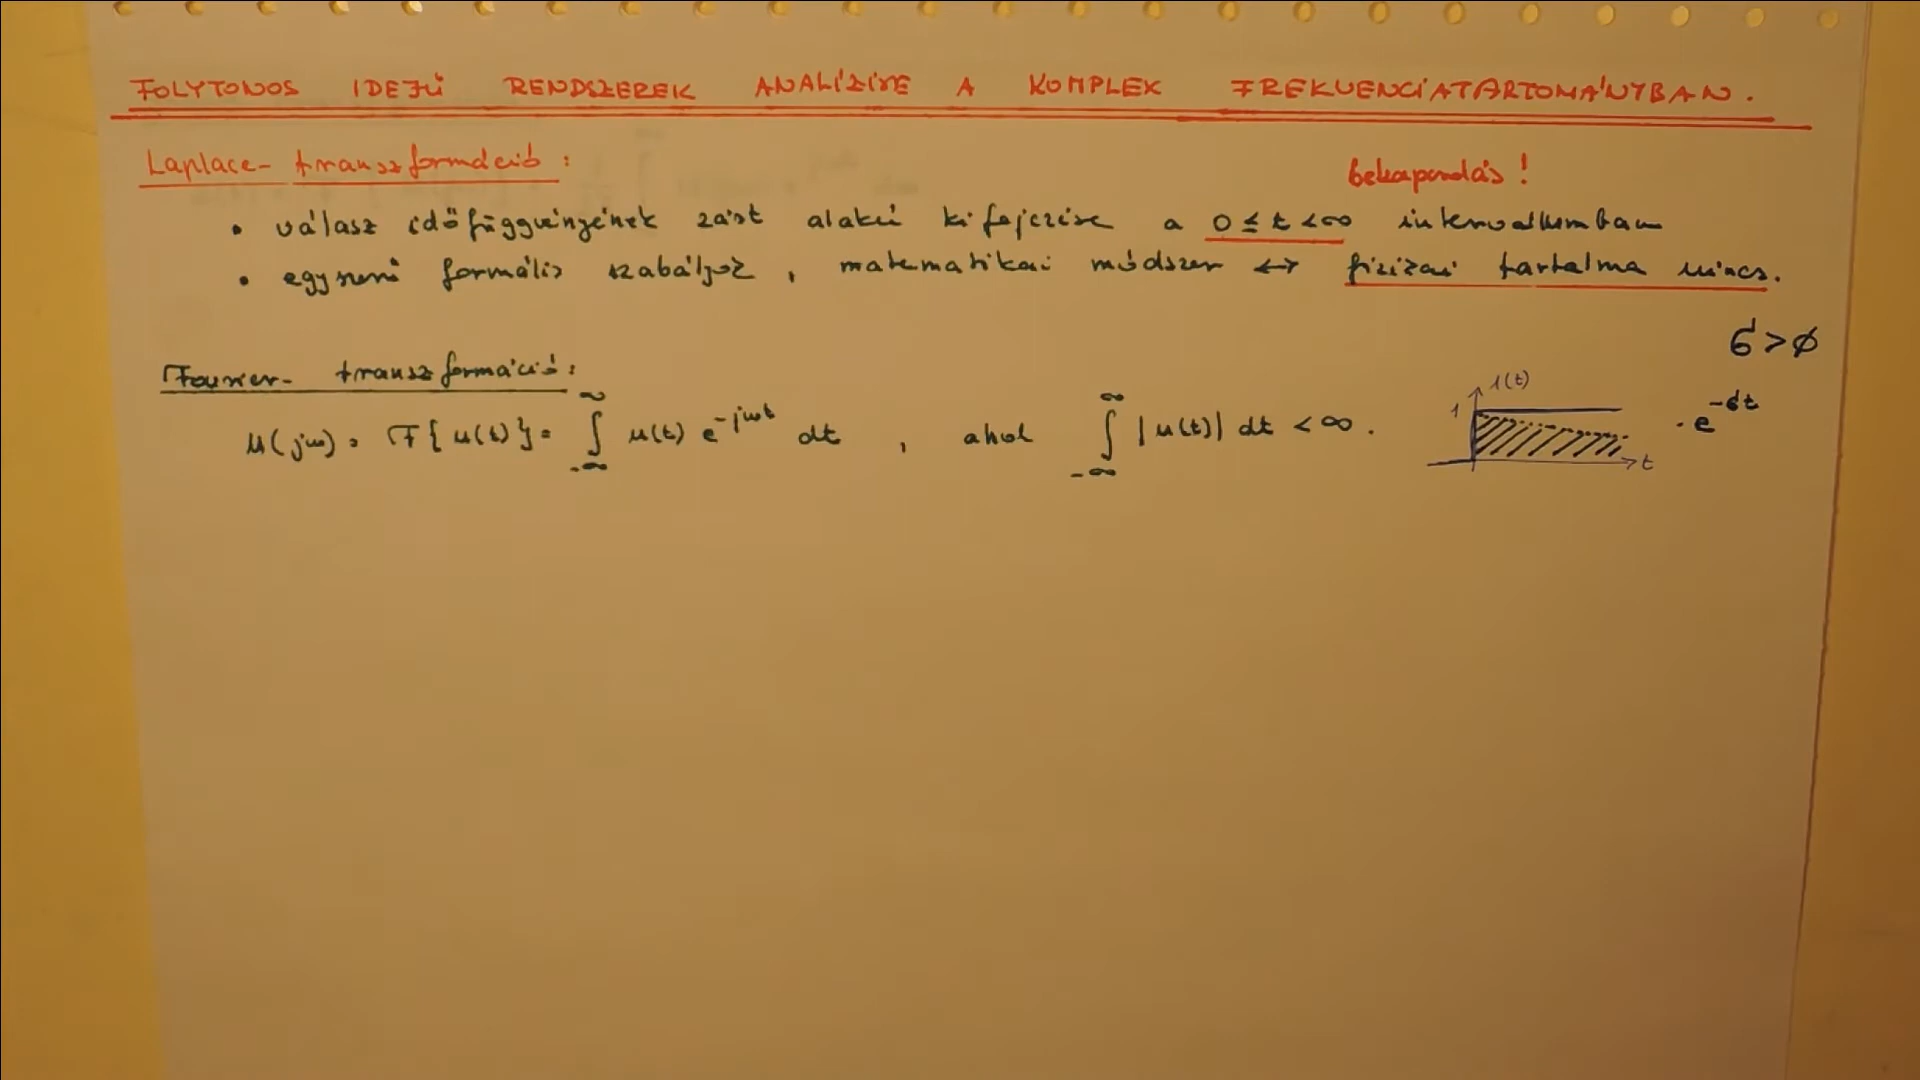 FOLYTONOS IDEJŰ RENDSZEREK ANALÍZISE A KOMPLEX FREKVENCIATARTOMÁNYBAN.
Laplace- transzformáció:
bekapcsolás!
• válasz időfüggvényének zárt alakú kifejezése a 0 ≤ t < ∞ intervallumban
• egyszerű formális szabályok, matematikai módszer ↔ fizikai tartalma nincs.
σ > ∅
Fourier- transzformáció:
U(jω) = F{u(t)} = ∫_{-∞}^{∞} u(t) e^{-jωt} dt , ahol ∫_{-∞}^{∞} |u(t)| dt < ∞. 1 1(t) t · e^{-σt}